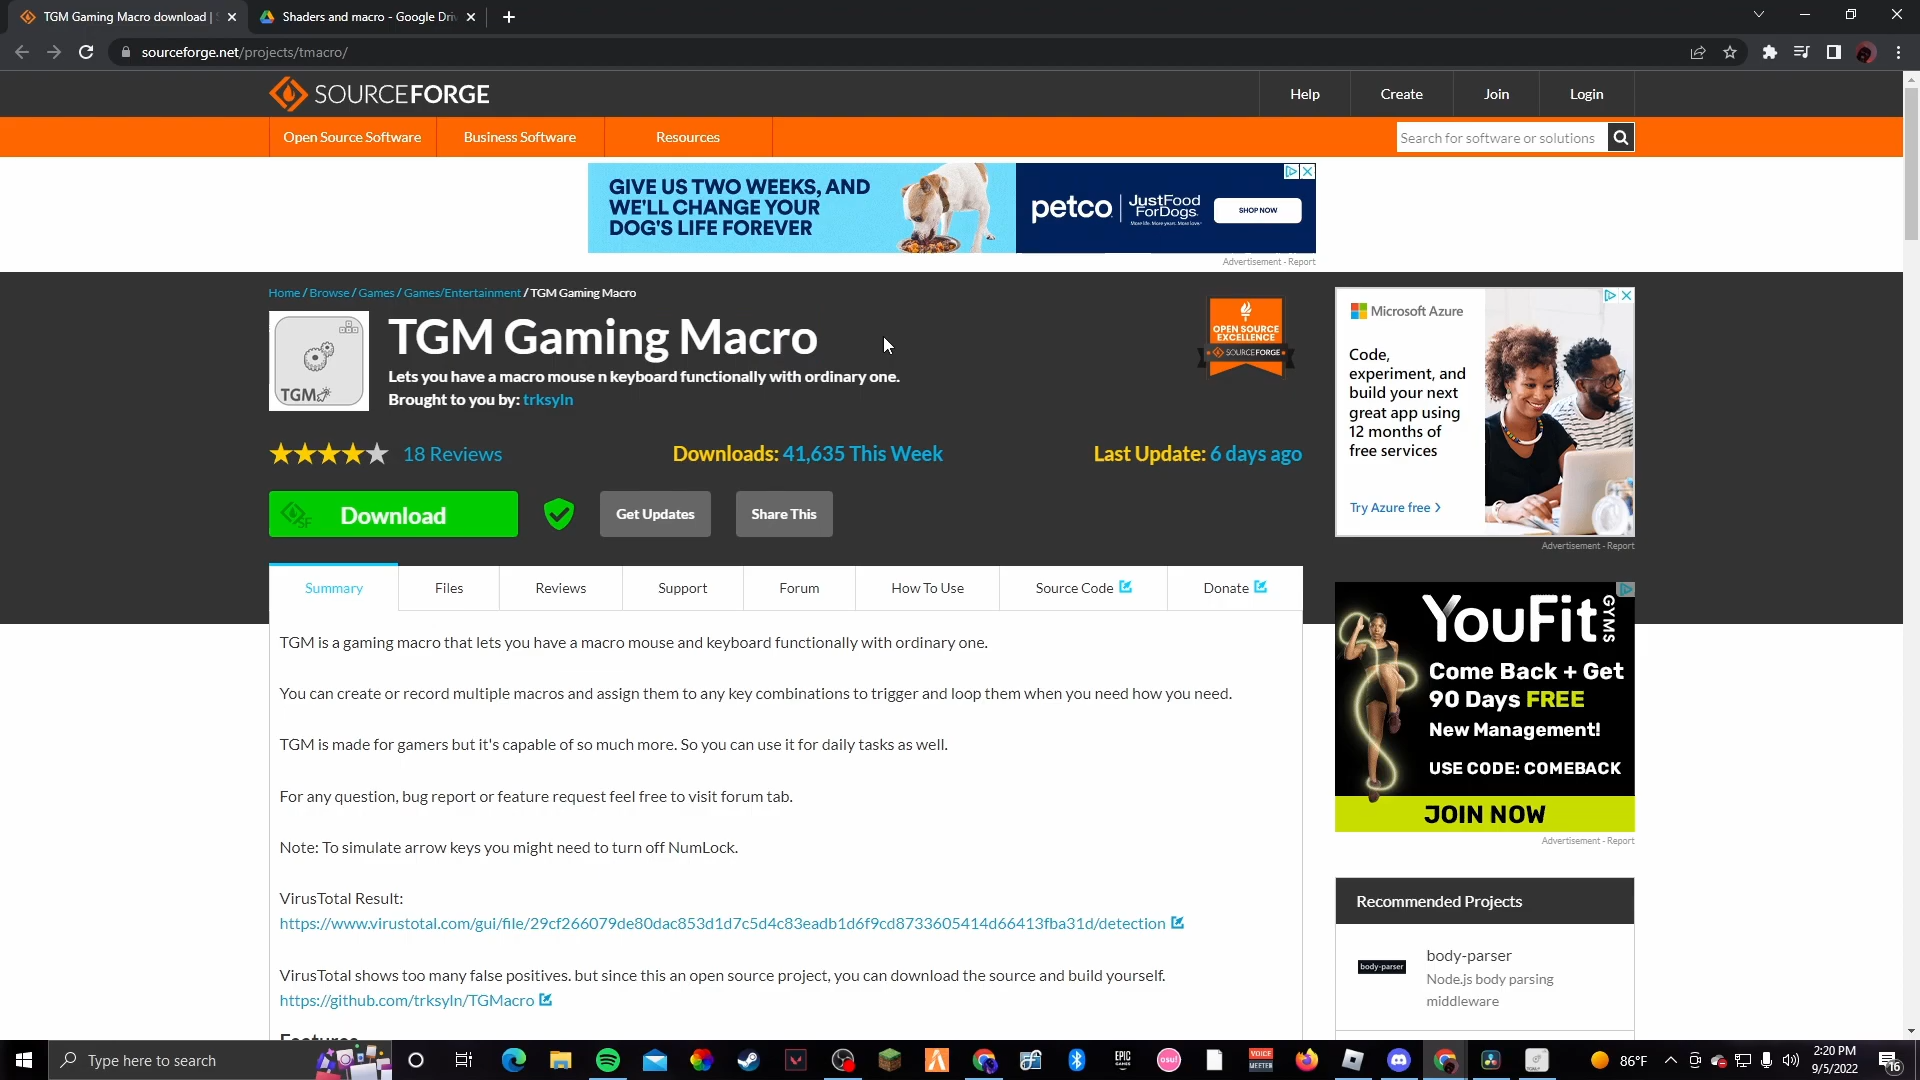 TGM Gaming Macro download |
Shaders and macro - Google Driv
sourceforge.net/projects/tmacro/
SOURCEFORGE
Help
Create
Join
Login
Open Source Software
Business Software
Resources
Search for software or solutions
GIVE US TWO WEEKS, AND
WE'LL CHANGE YOUR
DOG'S LIFE FOREVER
petco
JustFood
ForDogs.
SHOP NOW
Advertisement - Report
Home / Browse / Games / Games/Entertainment / TGM Gaming Macro
TGM
TGM Gaming Macro
Lets you have a macro mouse n keyboard functionally with ordinary one.
Brought to you by: trksyln
OPEN SOURCE
EXCELLENCE
SOURCEFORGE
18 Reviews
Downloads: 41,635 This Week
Last Update: 6 days ago
SF
Download
Get Updates
Share This
Microsoft Azure
Code,
experiment, and
build your next
great app using
12 months of
free services
Try Azure free >
Advertisement - Report
Summary
Files
Reviews
Support
Forum
How To Use
Source Code
Donate
TGM is a gaming macro that lets you have a macro mouse and keyboard functionally with ordinary one.
You can create or record multiple macros and assign them to any key combinations to trigger and loop them when you need how you need.
TGM is made for gamers but it's capable of so much more. So you can use it for daily tasks as well.
For any question, bug report or feature request feel free to visit forum tab.
Note: To simulate arrow keys you might need to turn off NumLock.
VirusTotal Result:
https://www.virustotal.com/gui/file/29cf266079de80dac853d1d7c5d4c83eadb1d6f9cd8733605414d66413fba31d/detection
VirusTotal shows too many false positives. but since this an open source project, you can download the source and build yourself.
https://github.com/trksyln/TGMacro
Features
YouFit
GYMS
Come Back + Get
90 Days FREE
New Management!
USE CODE: COMEBACK
JOIN NOW
Advertisement - Report
Recommended Projects
body-parser
body-parser
Node.js body parsing
middleware
Type here to search
EPIC
GAMES
osu!
VOICE
MEETER
86°F
2:20 PM
9/5/2022
16